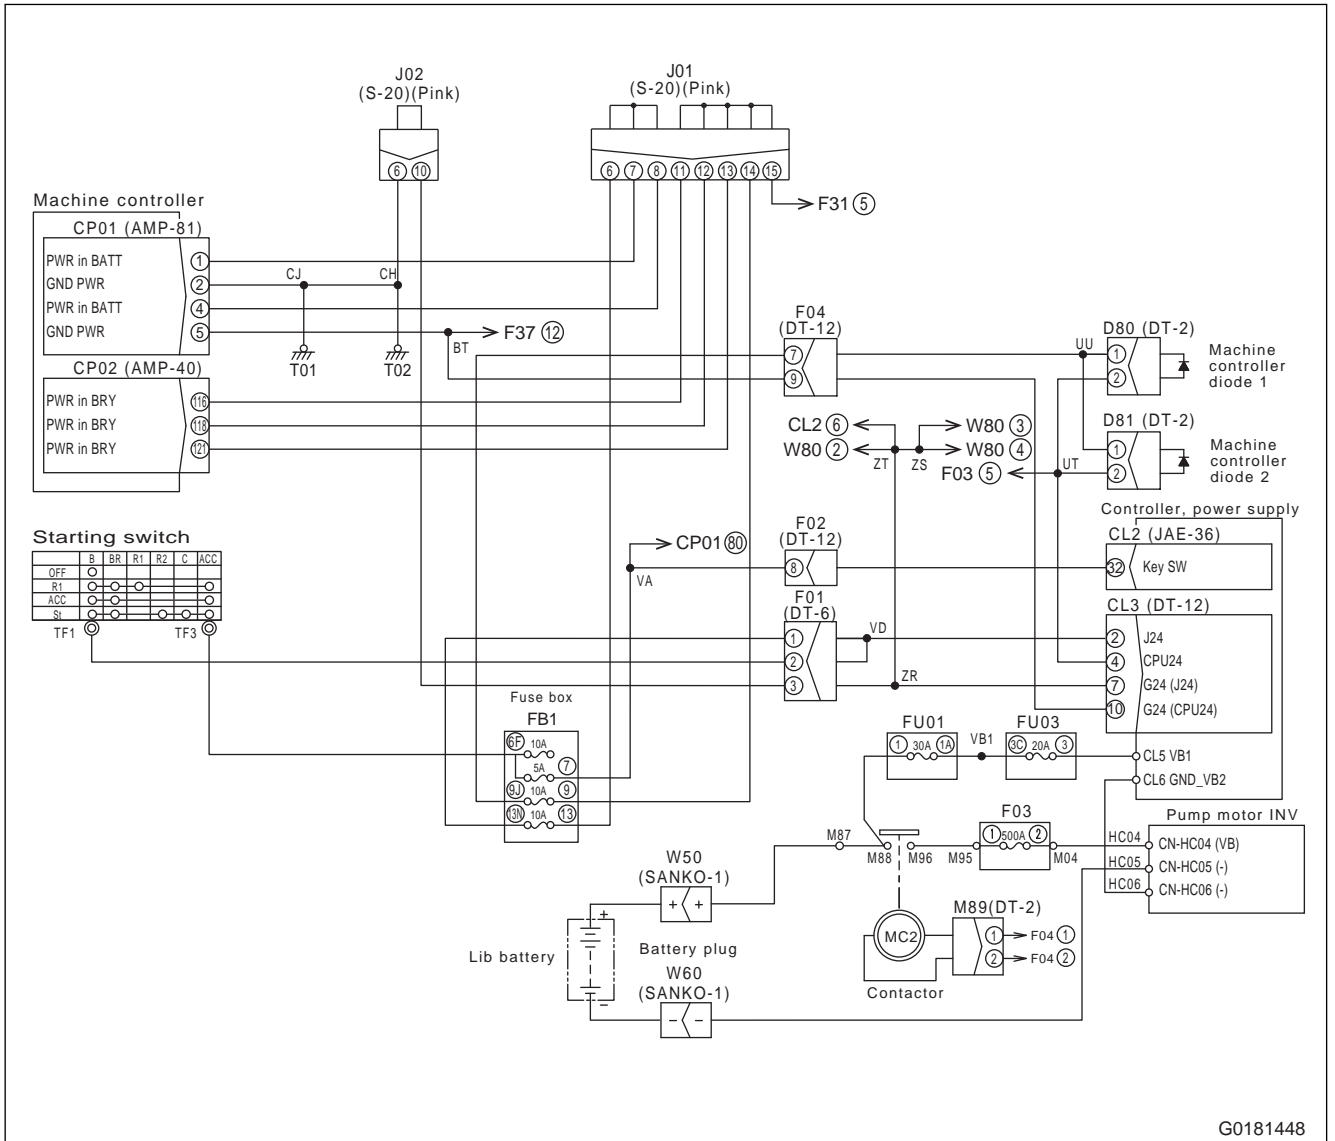 J02
(S-20)(Pink)
J01
(S-20)(Pink)
6 10
6 7 8 11 12 13 14 15
F31 5
Machine controller
CP01 (AMP-81)
PWR in BATT 1
GND PWR 2
PWR in BATT 4
GND PWR 5
CJ
CH
BT
F37 12
T01
T02
CP02 (AMP-40)
PWR in BRY 116
PWR in BRY 118
PWR in BRY 121
F04
(DT-12)
7
9
UU
D80 (DT-2)
1
2
Machine
controller
diode 1
CL2 6
W80 2
ZT
ZS
W80 3
W80 4
F03 5
UT
D81 (DT-2)
1
2
Machine
controller
diode 2
Starting switch
B BR R1 R2 C ACC
OFF
R1
ACC
St
TF1
TF3
CP01 80
VA
F02
(DT-12)
8
Controller, power supply
CL2 (JAE-36)
32 Key SW
F01
(DT-6)
1
2
3
VD
ZR
CL3 (DT-12)
2 J24
4 CPU24
7 G24 (J24)
10 G24 (CPU24)
Fuse box
FB1
6F 10A
5A 7
9J 10A 9
13N 10A 13
FU01
1 30A 1A
VB1
FU03
3C 20A 3
CL5 VB1
CL6 GND_VB2
M87
M88
M96
M95
F03
1 500A 2
M04
Pump motor INV
HC04 CN-HC04 (VB)
HC05 CN-HC05 (-)
HC06 CN-HC06 (-)
W50
(SANKO-1)
+ +
Lib battery
+
−
Battery plug
W60
(SANKO-1)
− −
MC2
Contactor
M89(DT-2)
1 F04 1
2 F04 2
G0181448